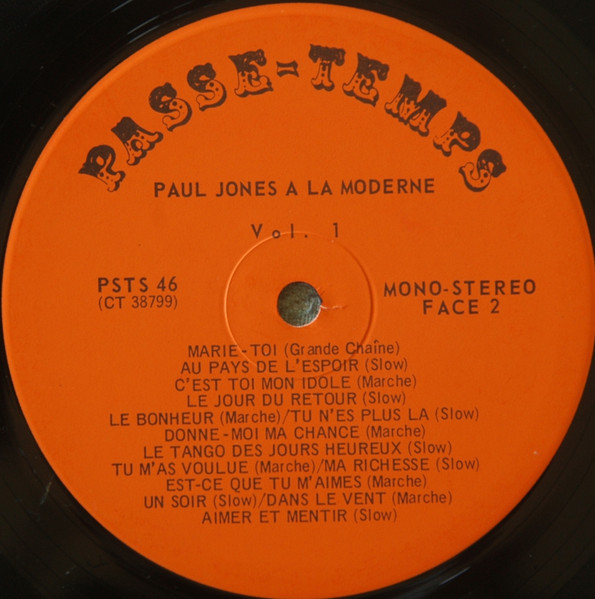 PASSE-TEMPS
PAUL JONES A LA MODERNE
Vol. 1
PSTS 46
(CT 38799)
MONO-STEREO
FACE 2
MARIE-TOI (Grande Chaîne)
AU PAYS DE L'ESPOIR (Slow)
C'EST TOI MON IDOLE (Marche)
LE JOUR DU RETOUR (Slow)
LE BONHEUR (Marche)/TU N'ES PLUS LA (Slow)
DONNE-MOI MA CHANCE (Marche)
LE TANGO DES JOURS HEUREUX (Slow)
TU M'AS VOULUE (Marche)/MA RICHESSE (Slow)
EST-CE QUE TU M'AIMES (Marche)
UN SOIR (Slow)/DANS LE VENT (Marche)
AIMER ET MENTIR (Slow)